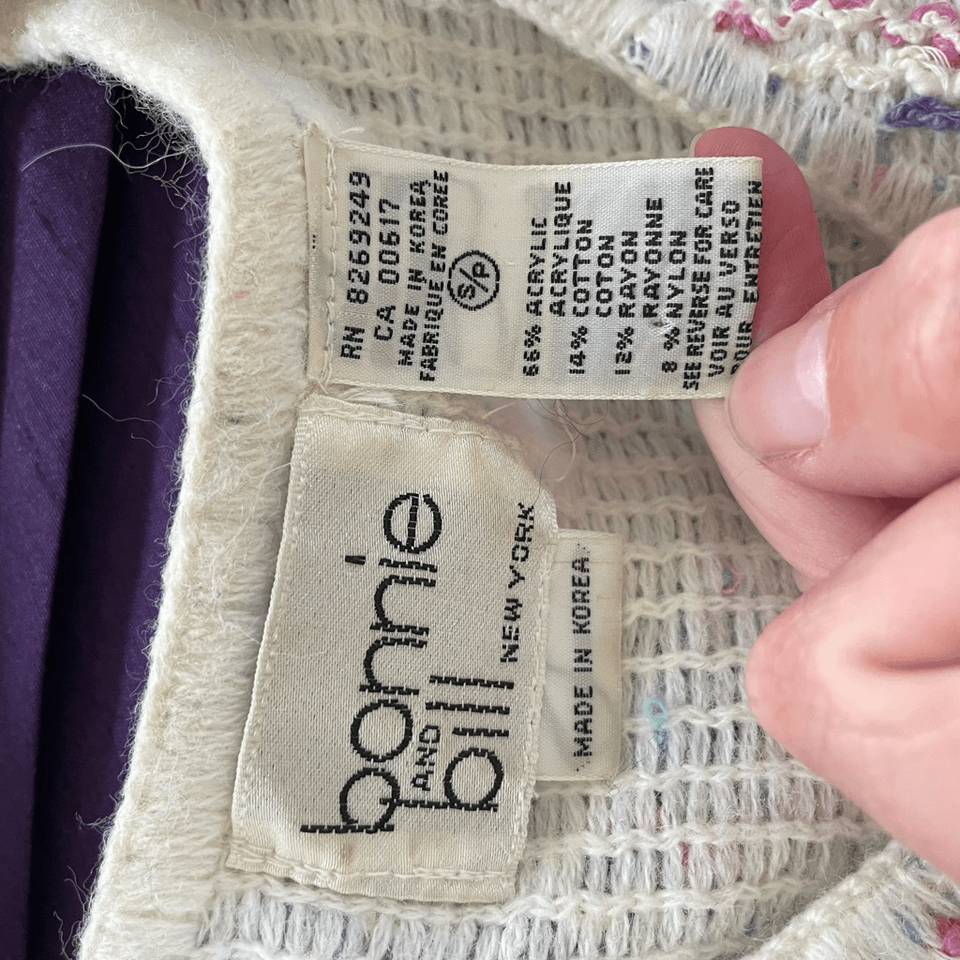 RN 8269249
CA 00617
MADE IN KOREA
FABRIQUE EN COREE
S/P
66% ACRYLIC
ACRYLIQUE
14% COTTON
COTON
12% RAYON
RAYONNE
8% NYLON
SEE REVERSE FOR CARE
VOIR AU VERSO
POUR ENTRETIEN
bonnie
AND
bill
NEW YORK
MADE IN KOREA